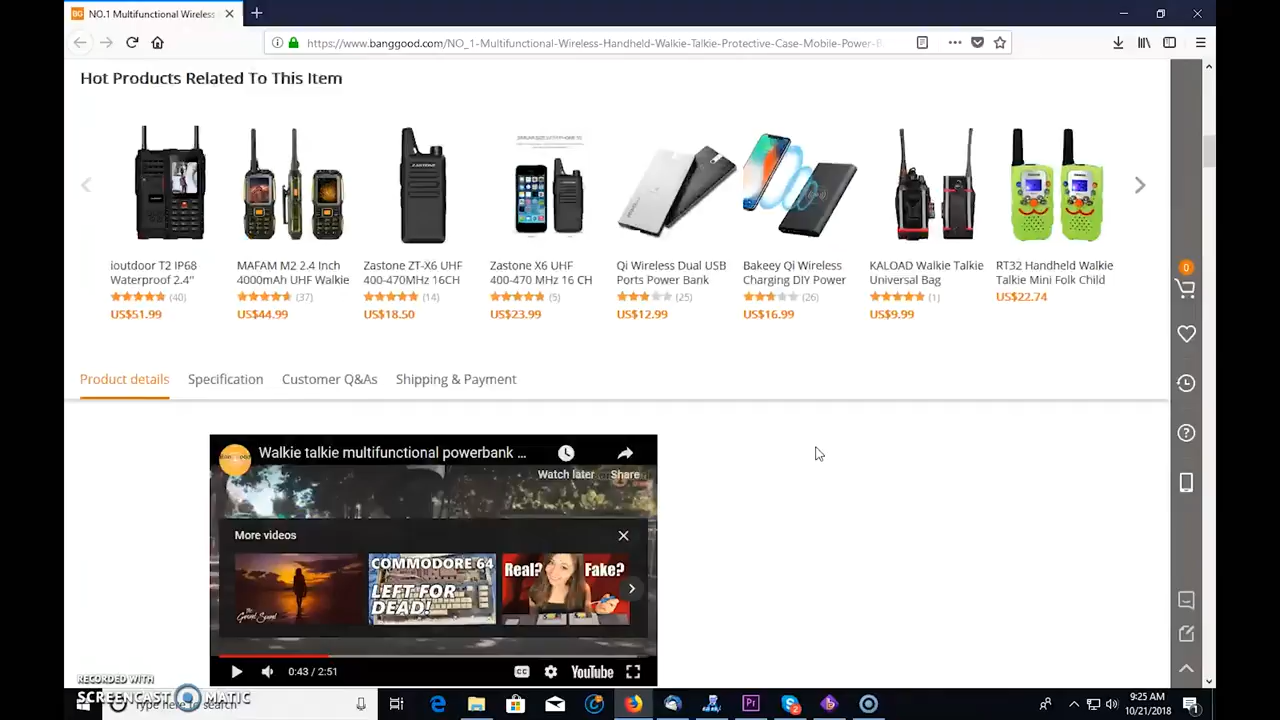 NO.1 Multifunctional Wireless
https://www.banggood.com/NO_1-Multifunctional-Wireless-Handheld-Walkie-Talkie-Protective-Case-Mobile-Power-B
Hot Products Related To This Item
ioutdoor T2 IP68
Waterproof 2.4''
(40)
US$51.99
MAFAM M2 2.4 Inch
4000mAh UHF Walkie
(37)
US$44.99
Zastone ZT-X6 UHF
400-470MHz 16CH
(14)
US$18.50
Zastone X6 UHF
400-470 MHz 16 CH
(5)
US$23.99
Qi Wireless Dual USB
Ports Power Bank
(25)
US$12.99
Bakeey Qi Wireless
Charging DIY Power
(26)
US$16.99
KALOAD Walkie Talkie
Universal Bag
(1)
US$9.99
RT32 Handheld Walkie
Talkie Mini Folk Child
US$22.74
0
Product details
Specification
Customer Q&As
Shipping & Payment
Walkie talkie multifunctional powerbank ...
Watch later
Share
More videos
COMMODORE 64
LEFT FOR
DEAD!
Real?
Fake?
0:43 / 2:51
CC
YouTube
RECORDED WITH
SCREENCAST MATIC
Type here to search
9:25 AM
10/21/2018